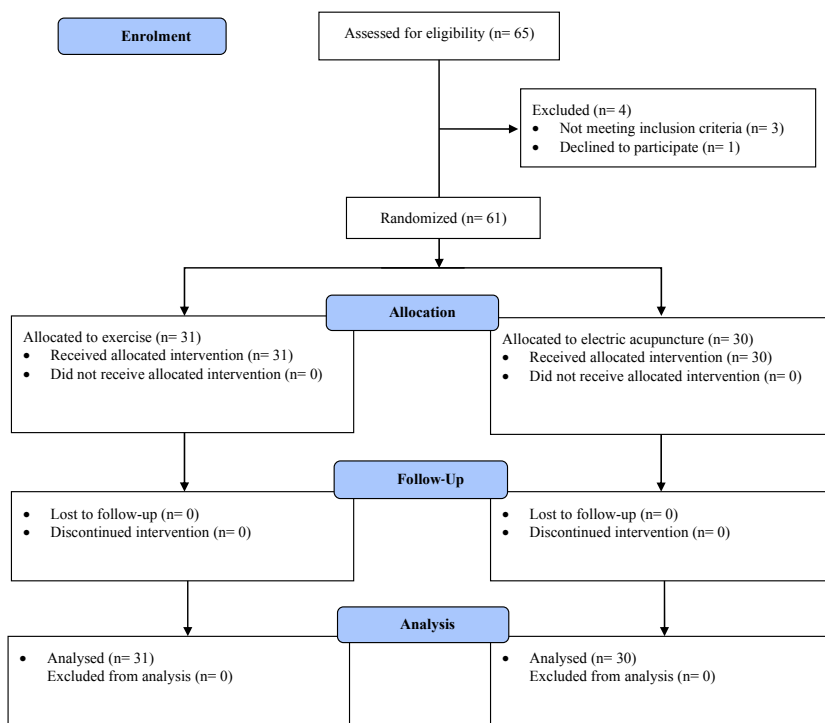 Enrolment
Assessed for eligibility (n= 65)
Excluded (n= 4)
• Not meeting inclusion criteria (n= 3)
• Declined to participate (n= 1)
Randomized (n= 61)
Allocation
Allocated to exercise (n= 31)
• Received allocated intervention (n= 31)
• Did not receive allocated intervention (n= 0)
Allocated to electric acupuncture (n= 30)
• Received allocated intervention (n= 30)
• Did not receive allocated intervention (n= 0)
Follow-Up
• Lost to follow-up (n= 0)
• Discontinued intervention (n= 0)
• Lost to follow-up (n= 0)
• Discontinued intervention (n= 0)
Analysis
• Analysed (n= 31)
Excluded from analysis (n= 0)
• Analysed (n= 30)
Excluded from analysis (n= 0)